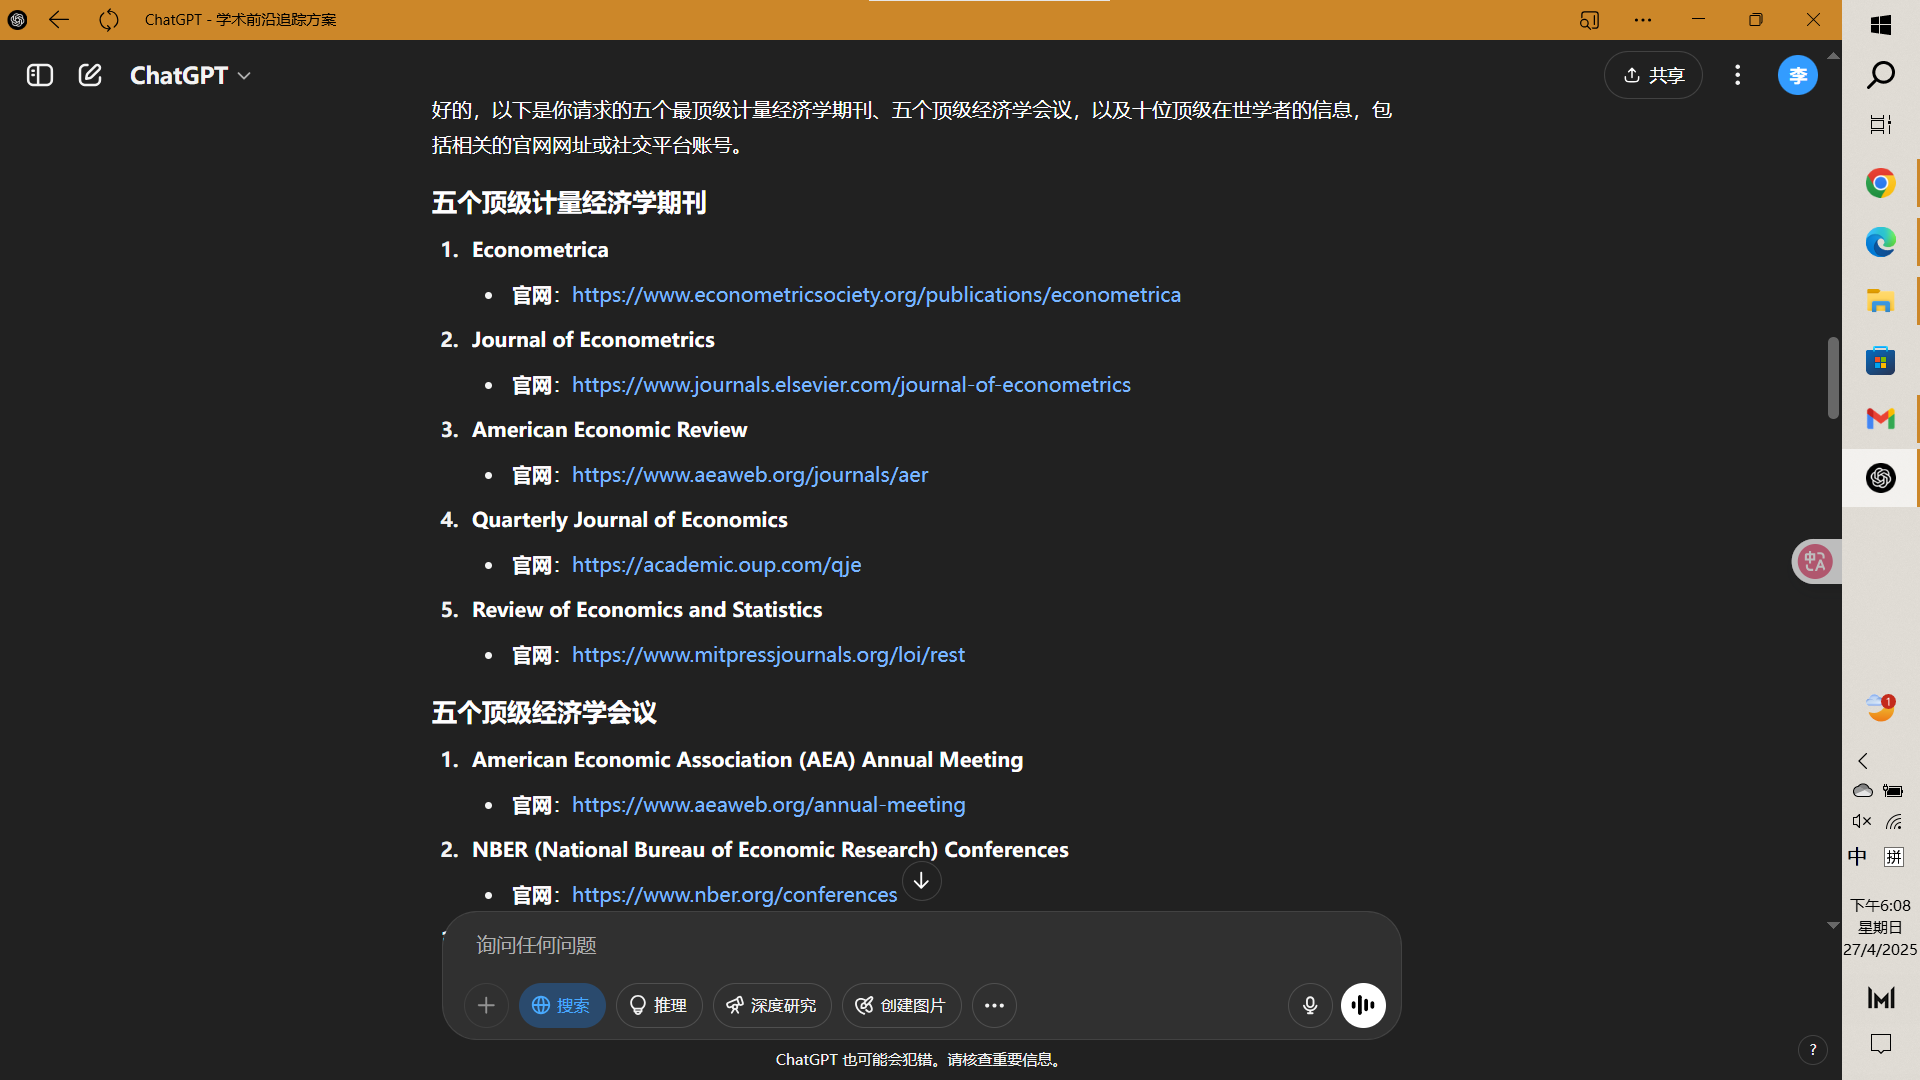 ChatGPT - 学术前沿追踪方案
ChatGPT
共享
李
好的，以下是你请求的五个最顶级计量经济学期刊、五个顶级经济学会议，以及十位顶级在世学者的信息，包
括相关的官网网址或社交平台账号。
五个顶级计量经济学期刊
1. Econometrica
• 官网：https://www.econometricsociety.org/publications/econometrica
2. Journal of Econometrics
• 官网：https://www.journals.elsevier.com/journal-of-econometrics
3. American Economic Review
• 官网：https://www.aeaweb.org/journals/aer
4. Quarterly Journal of Economics
• 官网：https://academic.oup.com/qje
5. Review of Economics and Statistics
• 官网：https://www.mitpressjournals.org/loi/rest
五个顶级经济学会议
1. American Economic Association (AEA) Annual Meeting
• 官网：https://www.aeaweb.org/annual-meeting
2. NBER (National Bureau of Economic Research) Conferences
• 官网：https://www.nber.org/conferences
询问任何问题
搜索
推理
深度研究
创建图片
ChatGPT 也可能会犯错。请核查重要信息。
?
中A
1
中
拼
下午6:08
星期日
27/4/2025